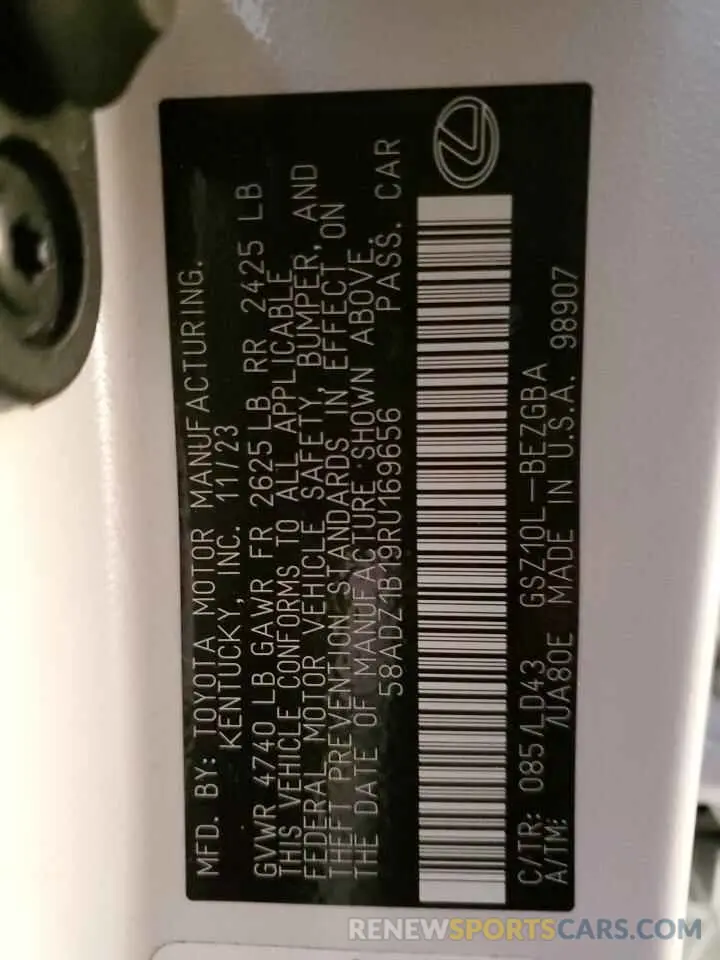 MFD. BY: TOYOTA MOTOR MANUFACTURING.
KENTUCKY, INC. 11/23
GVWR 4740 LB GAWR FR 2625 LB RR 2425 LB
THIS VEHICLE CONFORMS TO ALL APPLICABLE
FEDERAL MOTOR VEHICLE SAFETY, BUMPER, AND
THEFT PREVENTION STANDARDS IN EFFECT ON
THE DATE OF MANUFACTURE SHOWN ABOVE.
58ADZ1B19RU169656 PASS. CAR
C/TR: 085/LD43 GSZ10L-BEZGBA
A/TM: /UA80E MADE IN U.S.A. 98907
RENEWSPORTSCARS.COM